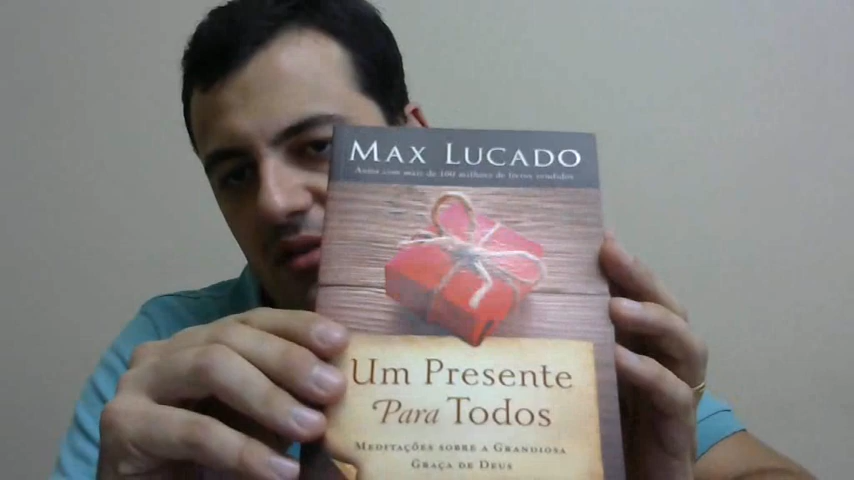 MAX LUCADO
Autor com mais de 100 milhões de livros vendidos
Um Presente
Para Todos
MEDITAÇÕES SOBRE A GRANDIOSA
GRAÇA DE DEUS